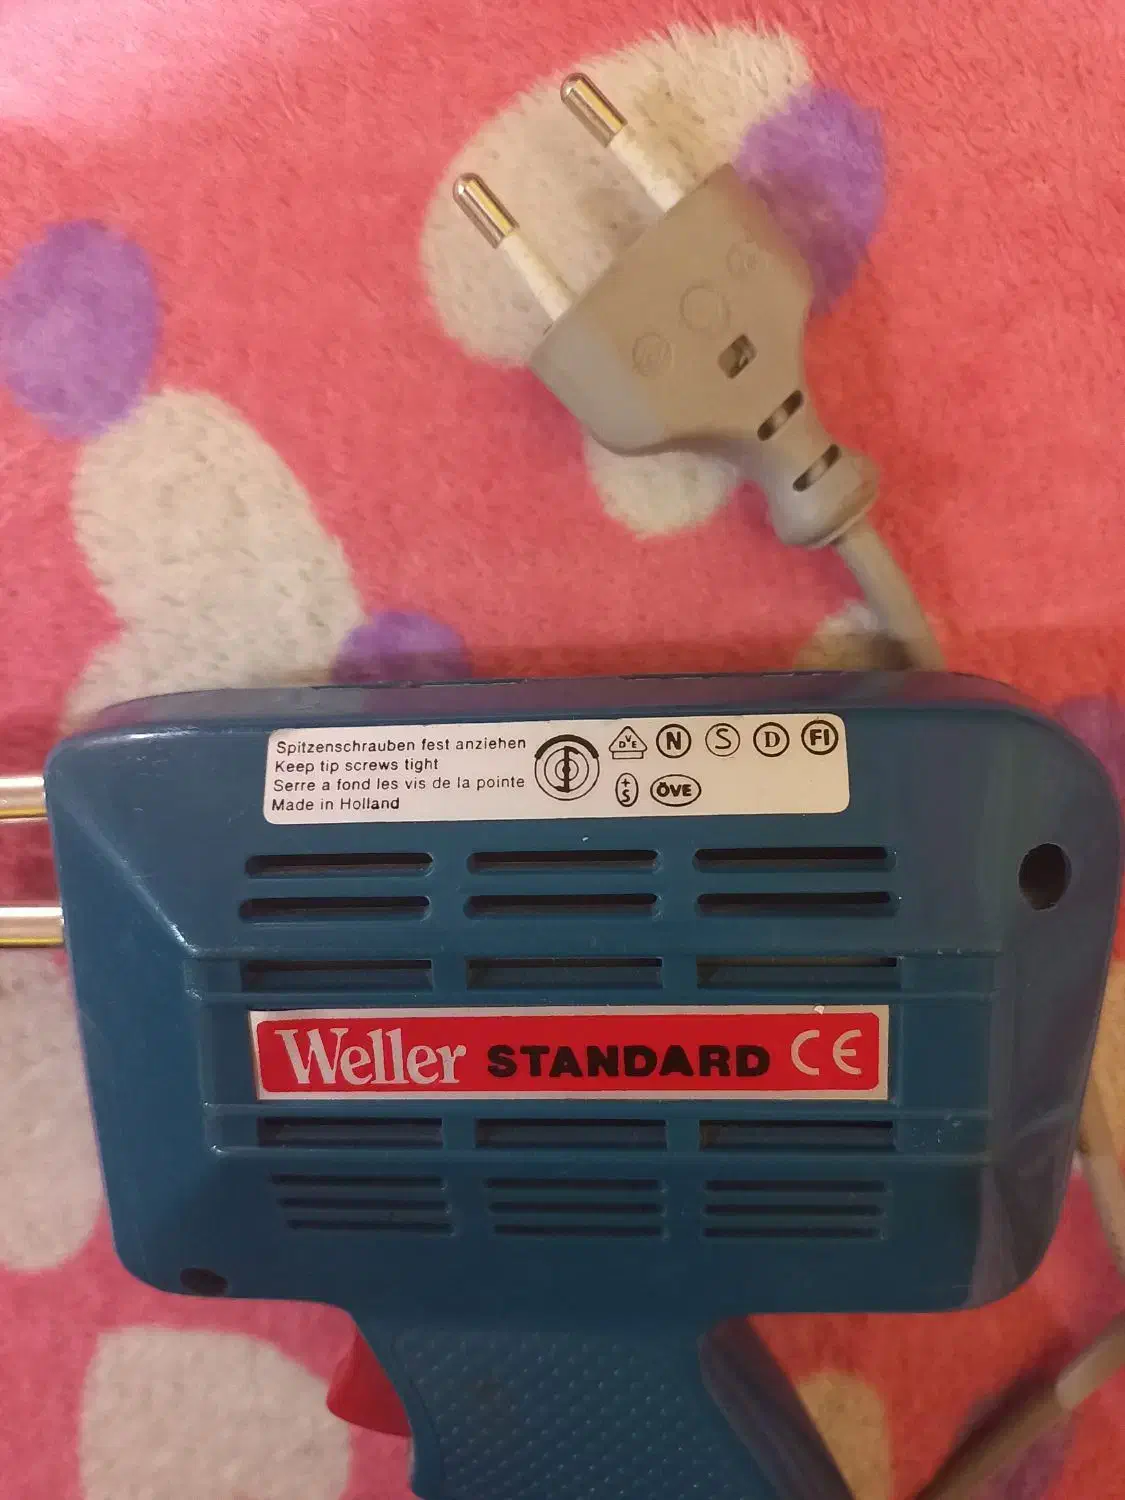 Spitzenschrauben fest anziehen
Keep tip screws tight
Serre a fond les vis de la pointe
Made in Holland
DVE N S D FI
+S ÖVE
Weller STANDARD CE